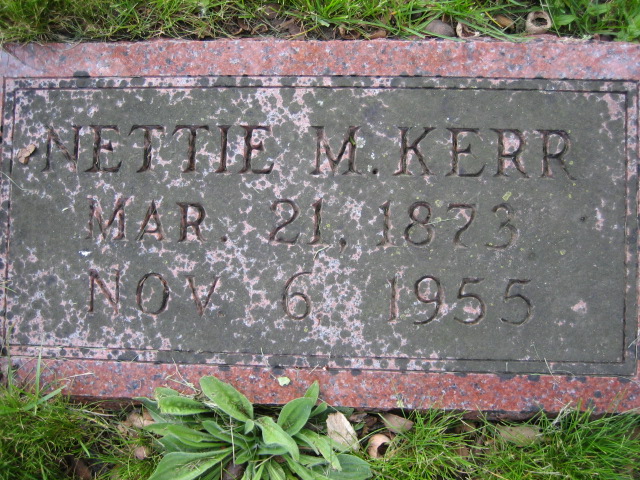 NETTIE M. KERR
MAR. 21, 1873
NOV 6 1955